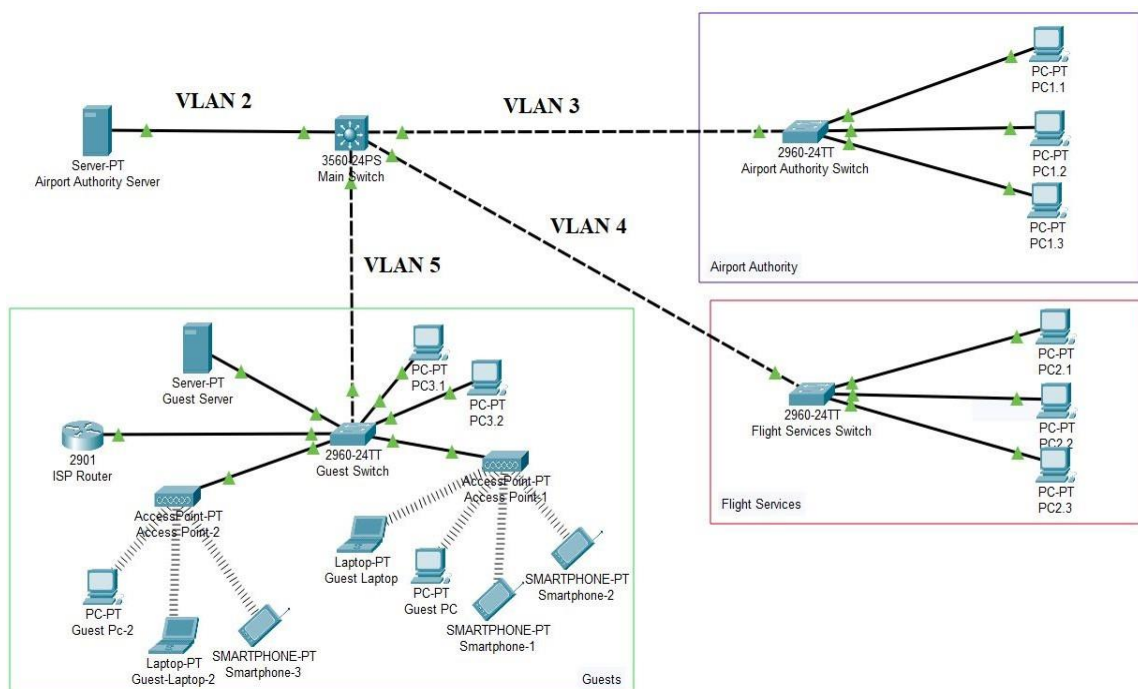 VLAN 2
VLAN 3
VLAN 4
VLAN 5
Server-PT
Airport Authority Server
3560-24PS
Main Switch
2960-24TT
Airport Authority Switch
PC-PT
PC1.1
PC-PT
PC1.2
PC-PT
PC1.3
Airport Authority
2960-24TT
Flight Services Switch
PC-PT
PC2.1
PC-PT
PC2.2
PC-PT
PC2.3
Flight Services
Server-PT
Guest Server
PC-PT
PC3.1
PC-PT
PC3.2
2901
ISP Router
2960-24TT
Guest Switch
AccessPoint-PT
Access Point-2
AccessPoint-PT
Access Point-1
Laptop-PT
Guest Laptop
PC-PT
Guest PC
SMARTPHONE-PT
Smartphone-2
SMARTPHONE-PT
Smartphone-1
PC-PT
Guest Pc-2
Laptop-PT
Guest-Laptop-2
SMARTPHONE-PT
Smartphone-3
Guests